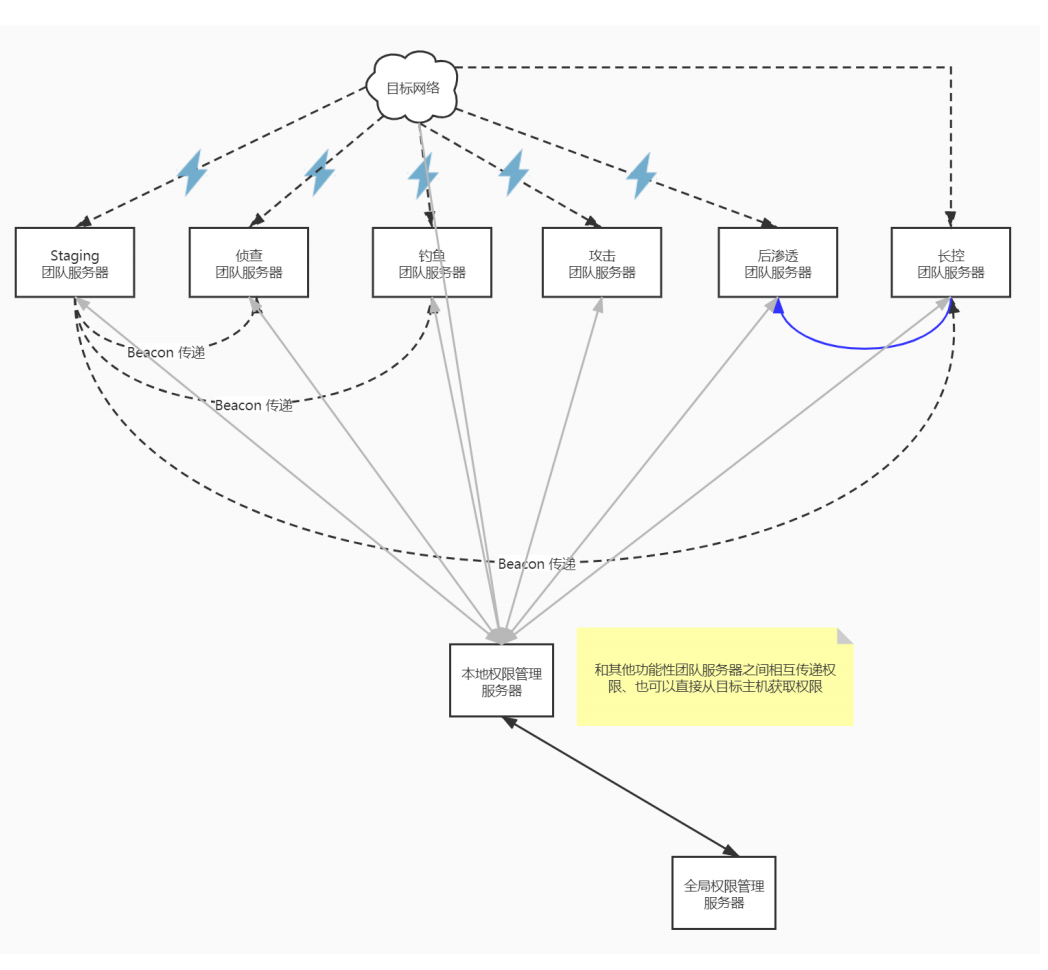 目标网络
Staging
团队服务器
侦查
团队服务器
钓鱼
团队服务器
攻击
团队服务器
后渗透
团队服务器
长控
团队服务器
Beacon 传递
Beacon 传递
Beacon 传递
本地权限管理
服务器
和其他功能性团队服务器之间相互传递权
限、也可以直接从目标主机获取权限
全局权限管理
服务器